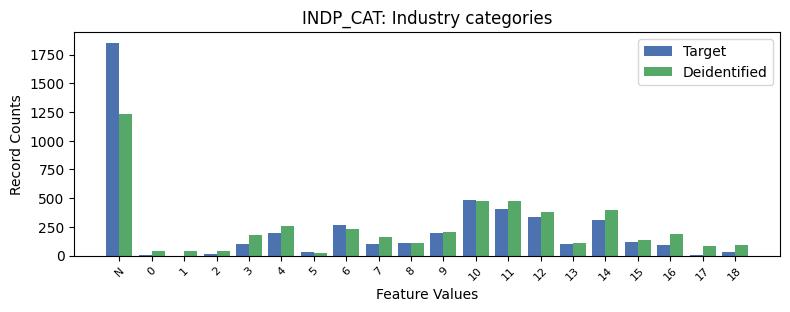 INDP_CAT: Industry categories
Target
Deidentified
Record Counts
1750
1500
1250
1000
750
500
250
0
N 0 1 2 3 4 5 6 7 8 9 10 11 12 13 14 15 16 17 18
Feature Values